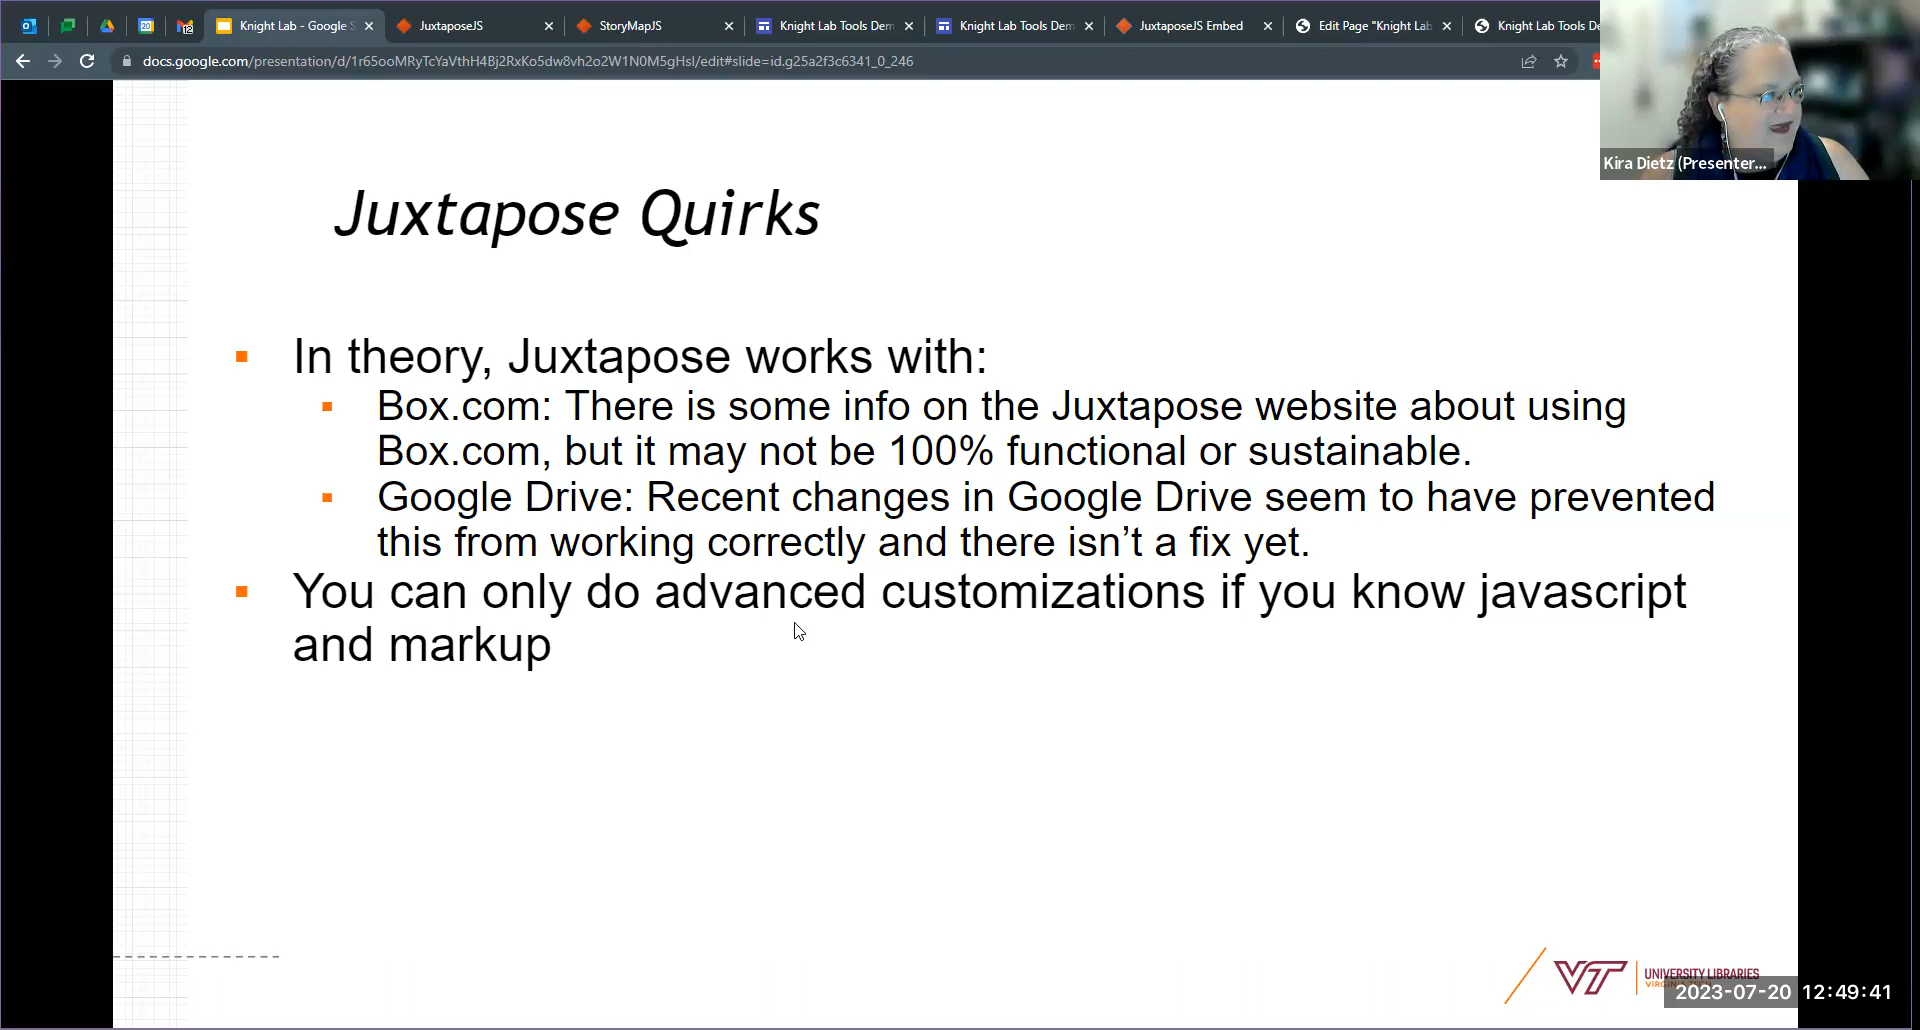 Knight Lab - Google S
JuxtaposeJS
StoryMapJS
Knight Lab Tools Dem
Knight Lab Tools Dem
JuxtaposeJS Embed
Edit Page "Knight Lab
Knight Lab Tools De
docs.google.com/presentation/d/1r65ooMRyTcYaVthH4Bj2RxKo5dw8vh2o2W1N0M5gHsI/edit#slide=id.g25a2f3c6341_0_246
Kira Dietz (Presenter...
Juxtapose Quirks
In theory, Juxtapose works with:
Box.com: There is some info on the Juxtapose website about using
Box.com, but it may not be 100% functional or sustainable.
Google Drive: Recent changes in Google Drive seem to have prevented
this from working correctly and there isn’t a fix yet.
You can only do advanced customizations if you know javascript
and markup
VT
UNIVERSITY LIBRARIES
2023-07-20 12:49:41